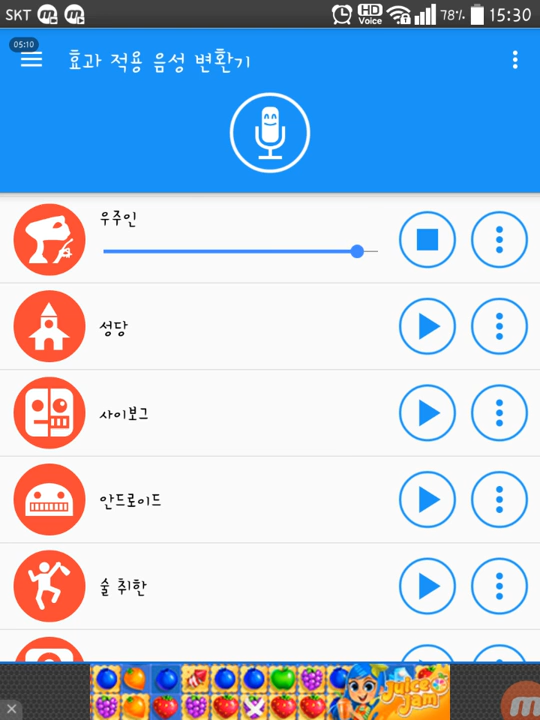 SKT
HD Voice
78%
15:30
05:10
효과 적용 음성 변환기
우주인
성당
사이보그
안드로이드
술 취한
juice jam